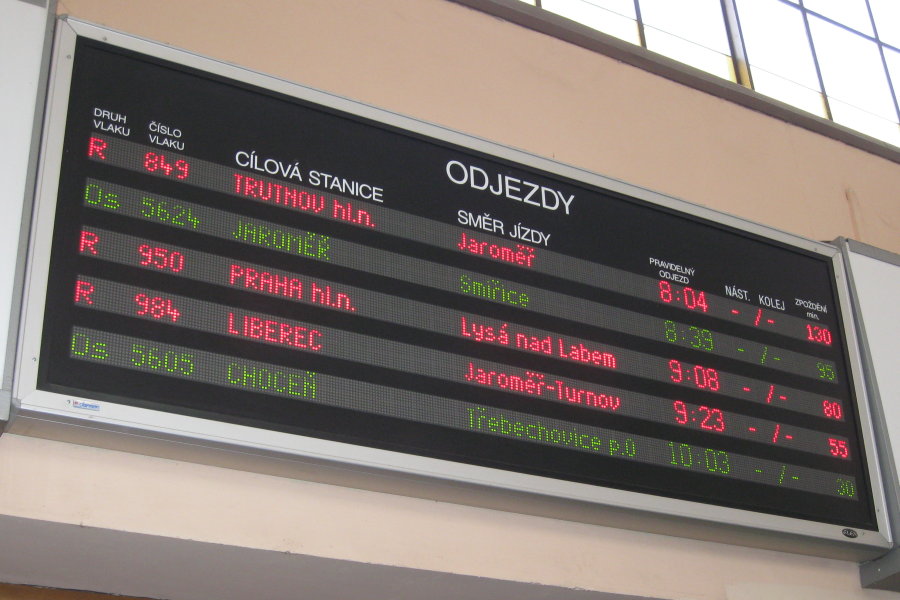 ODJEZDY
DRUH VLAKU ČÍSLO VLAKU CÍLOVÁ STANICE SMĚR JÍZDY PRAVIDELNÝ ODJEZD NÁST. KOLEJ ZPOŽDĚNÍ min.
R 849 TRUTNOV hl.n. Jaroměř 8:04 - / - 130
Os 5624 JAROMĚŘ Smiřice 8:39 - / - 95
R 950 PRAHA hl.n. Lysá nad Labem 9:08 - / - 80
R 984 LIBEREC Jaroměř-Turnov 9:23 - / - 55
Os 5605 CHOCEŇ Třebechovice p.O 10:03 - / - 30